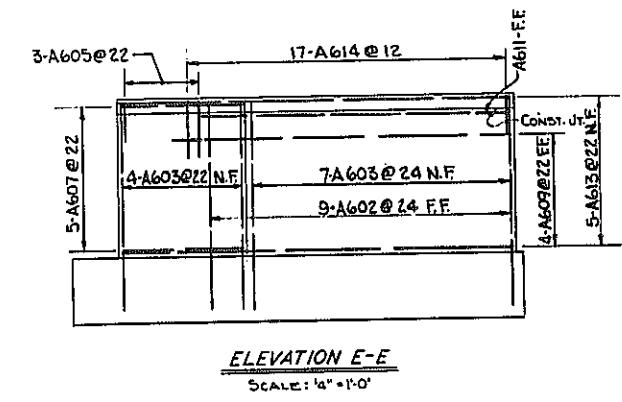 3-A605@22
17-A614@12
A611-F.F.
CONST. JT.
5-A607@22
4-A603@22 N.F.
7-A603@24 N.F.
9-A602@24 F.F.
4-A609@22 F.F.
5-A613@22 N.F.
ELEVATION E-E
SCALE: 1/4" = 1'-0"